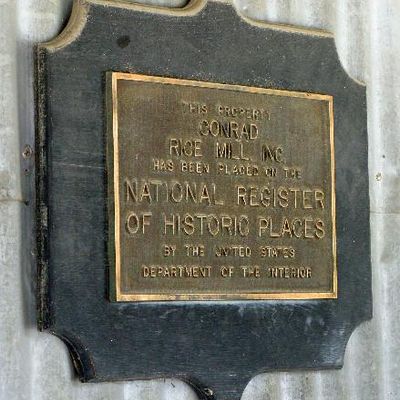 THIS PROPERTY
CONRAD
RICE MILL, INC.
HAS BEEN PLACED ON THE
NATIONAL REGISTER
OF HISTORIC PLACES
BY THE UNITED STATES
DEPARTMENT OF THE INTERIOR